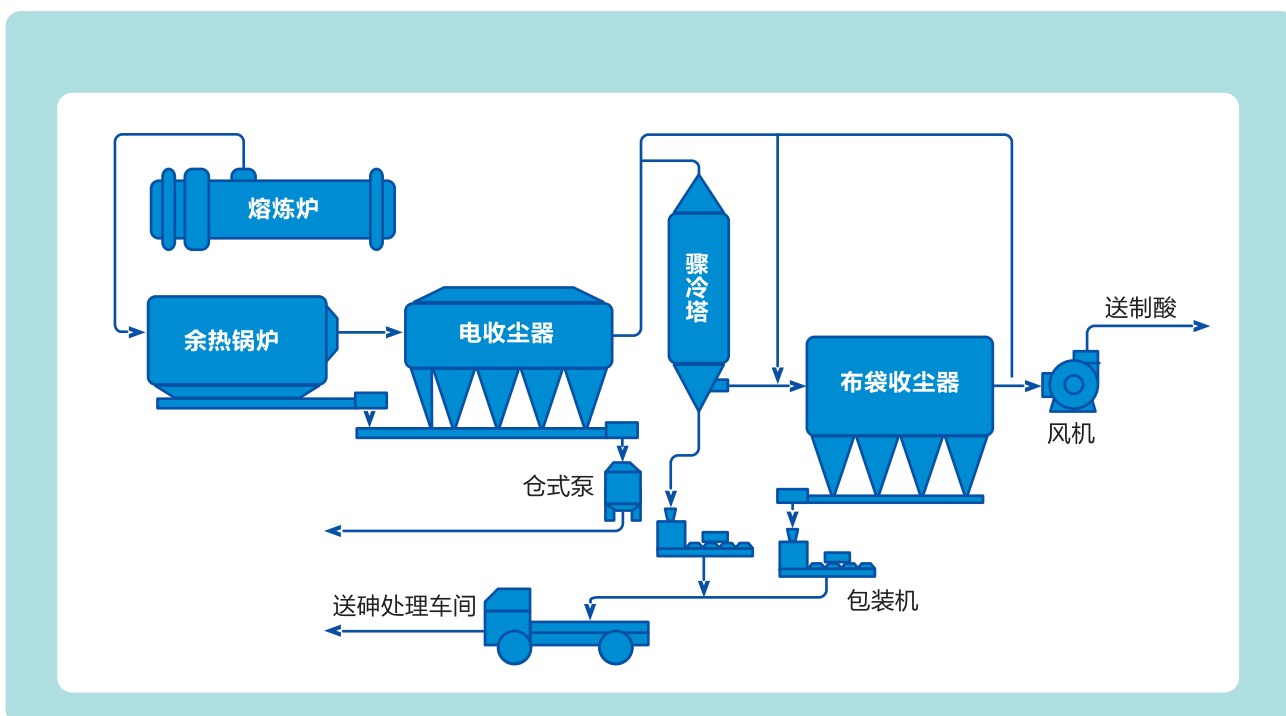 熔炼炉
余热锅炉
电收尘器
骤冷塔
布袋收尘器
送制酸
风机
仓式泵
包装机
送砷处理车间